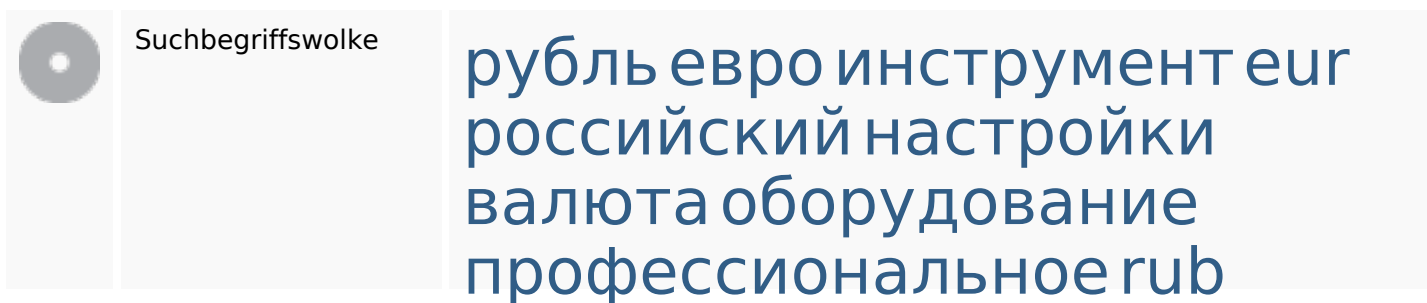 Suchbegriffswolke
рубль евро инструмент eur
российский настройки
валюта оборудование
профессиональное rub